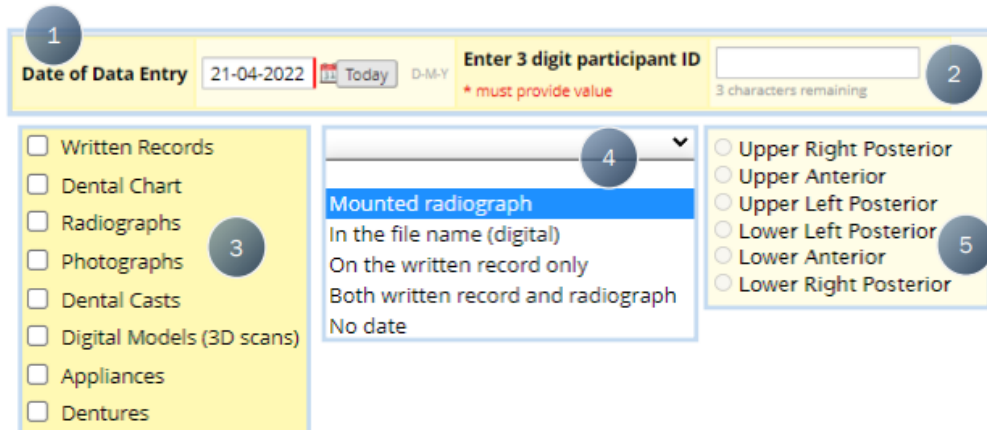 1
Date of Data Entry 21-04-2022 31 Today D-M-Y
Enter 3 digit participant ID
* must provide value
3 characters remaining
2
Written Records
Dental Chart
Radiographs
Photographs
Dental Casts
Digital Models (3D scans)
Appliances
Dentures
3
4
Mounted radiograph
In the file name (digital)
On the written record only
Both written record and radiograph
No date
Upper Right Posterior
Upper Anterior
Upper Left Posterior
Lower Left Posterior
Lower Anterior
Lower Right Posterior
5